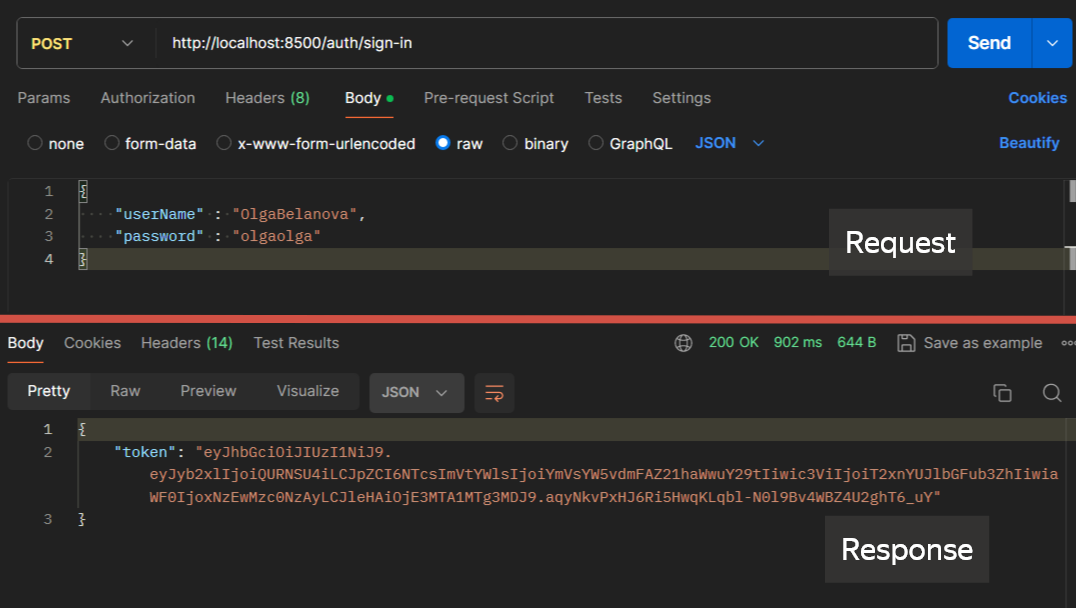 POST http://localhost:8500/auth/sign-in Send
Params Authorization Headers (8) Body Pre-request Script Tests Settings Cookies
none form-data x-www-form-urlencoded raw binary GraphQL JSON Beautify
1 {
2 ····"userName"·:·"OlgaBelanova",
3 ····"password"·:·"olgaolga"
4 }
Request
Body Cookies Headers (14) Test Results 200 OK 902 ms 644 B Save as example
Pretty Raw Preview Visualize JSON
1 {
2 "token": "eyJhbGciOiJIUzI1NiJ9.
eyJyb2xlIjoiQURNSU4iLCJpZCI6NTcsImVtYWlsIjoiYmVsYW5vdmFAZ21haWwuY29tIiwic3ViIjoiT2xnYUJlbGFub3ZhIiwia
WF0IjoxNzEwMzc0NzAyLCJleHAiOjE3MTA1MTg3MDJ9.aqyNkvPxHJ6Ri5HwqKLqbl-N0l9Bv4WBZ4U2ghT6_uY"
3 }
Response